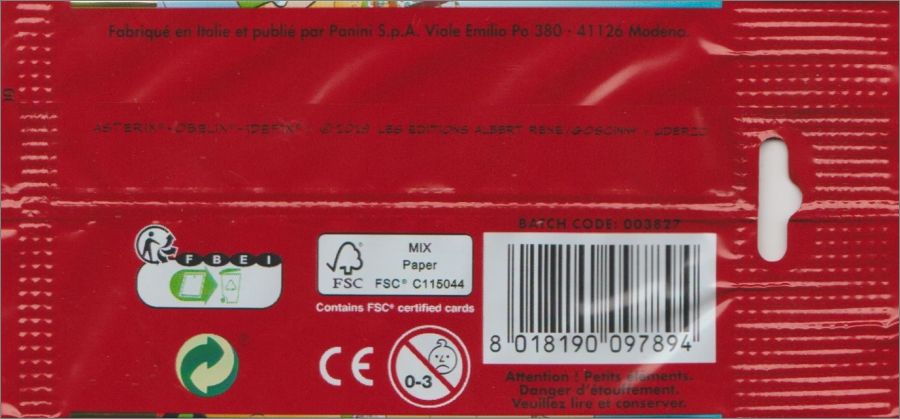 Fabriqué en Italie et publié par Panini S.p.A. Viale Emilio Po 380 - 41126 Modena.
ASTERIX®-OBELIX®-IDEFIX® / ©2019 LES EDITIONS ALBERT RENE/GOSCINNY - UDERZO
BATCH CODE: 003827
FBEI
MIX
Paper
FSC
FSC® C115044
Contains FSC® certified cards
8 018190 097894
CE
0-3
Attention ! Petits éléments.
Danger d'étouffement.
Veuillez lire et conserver.